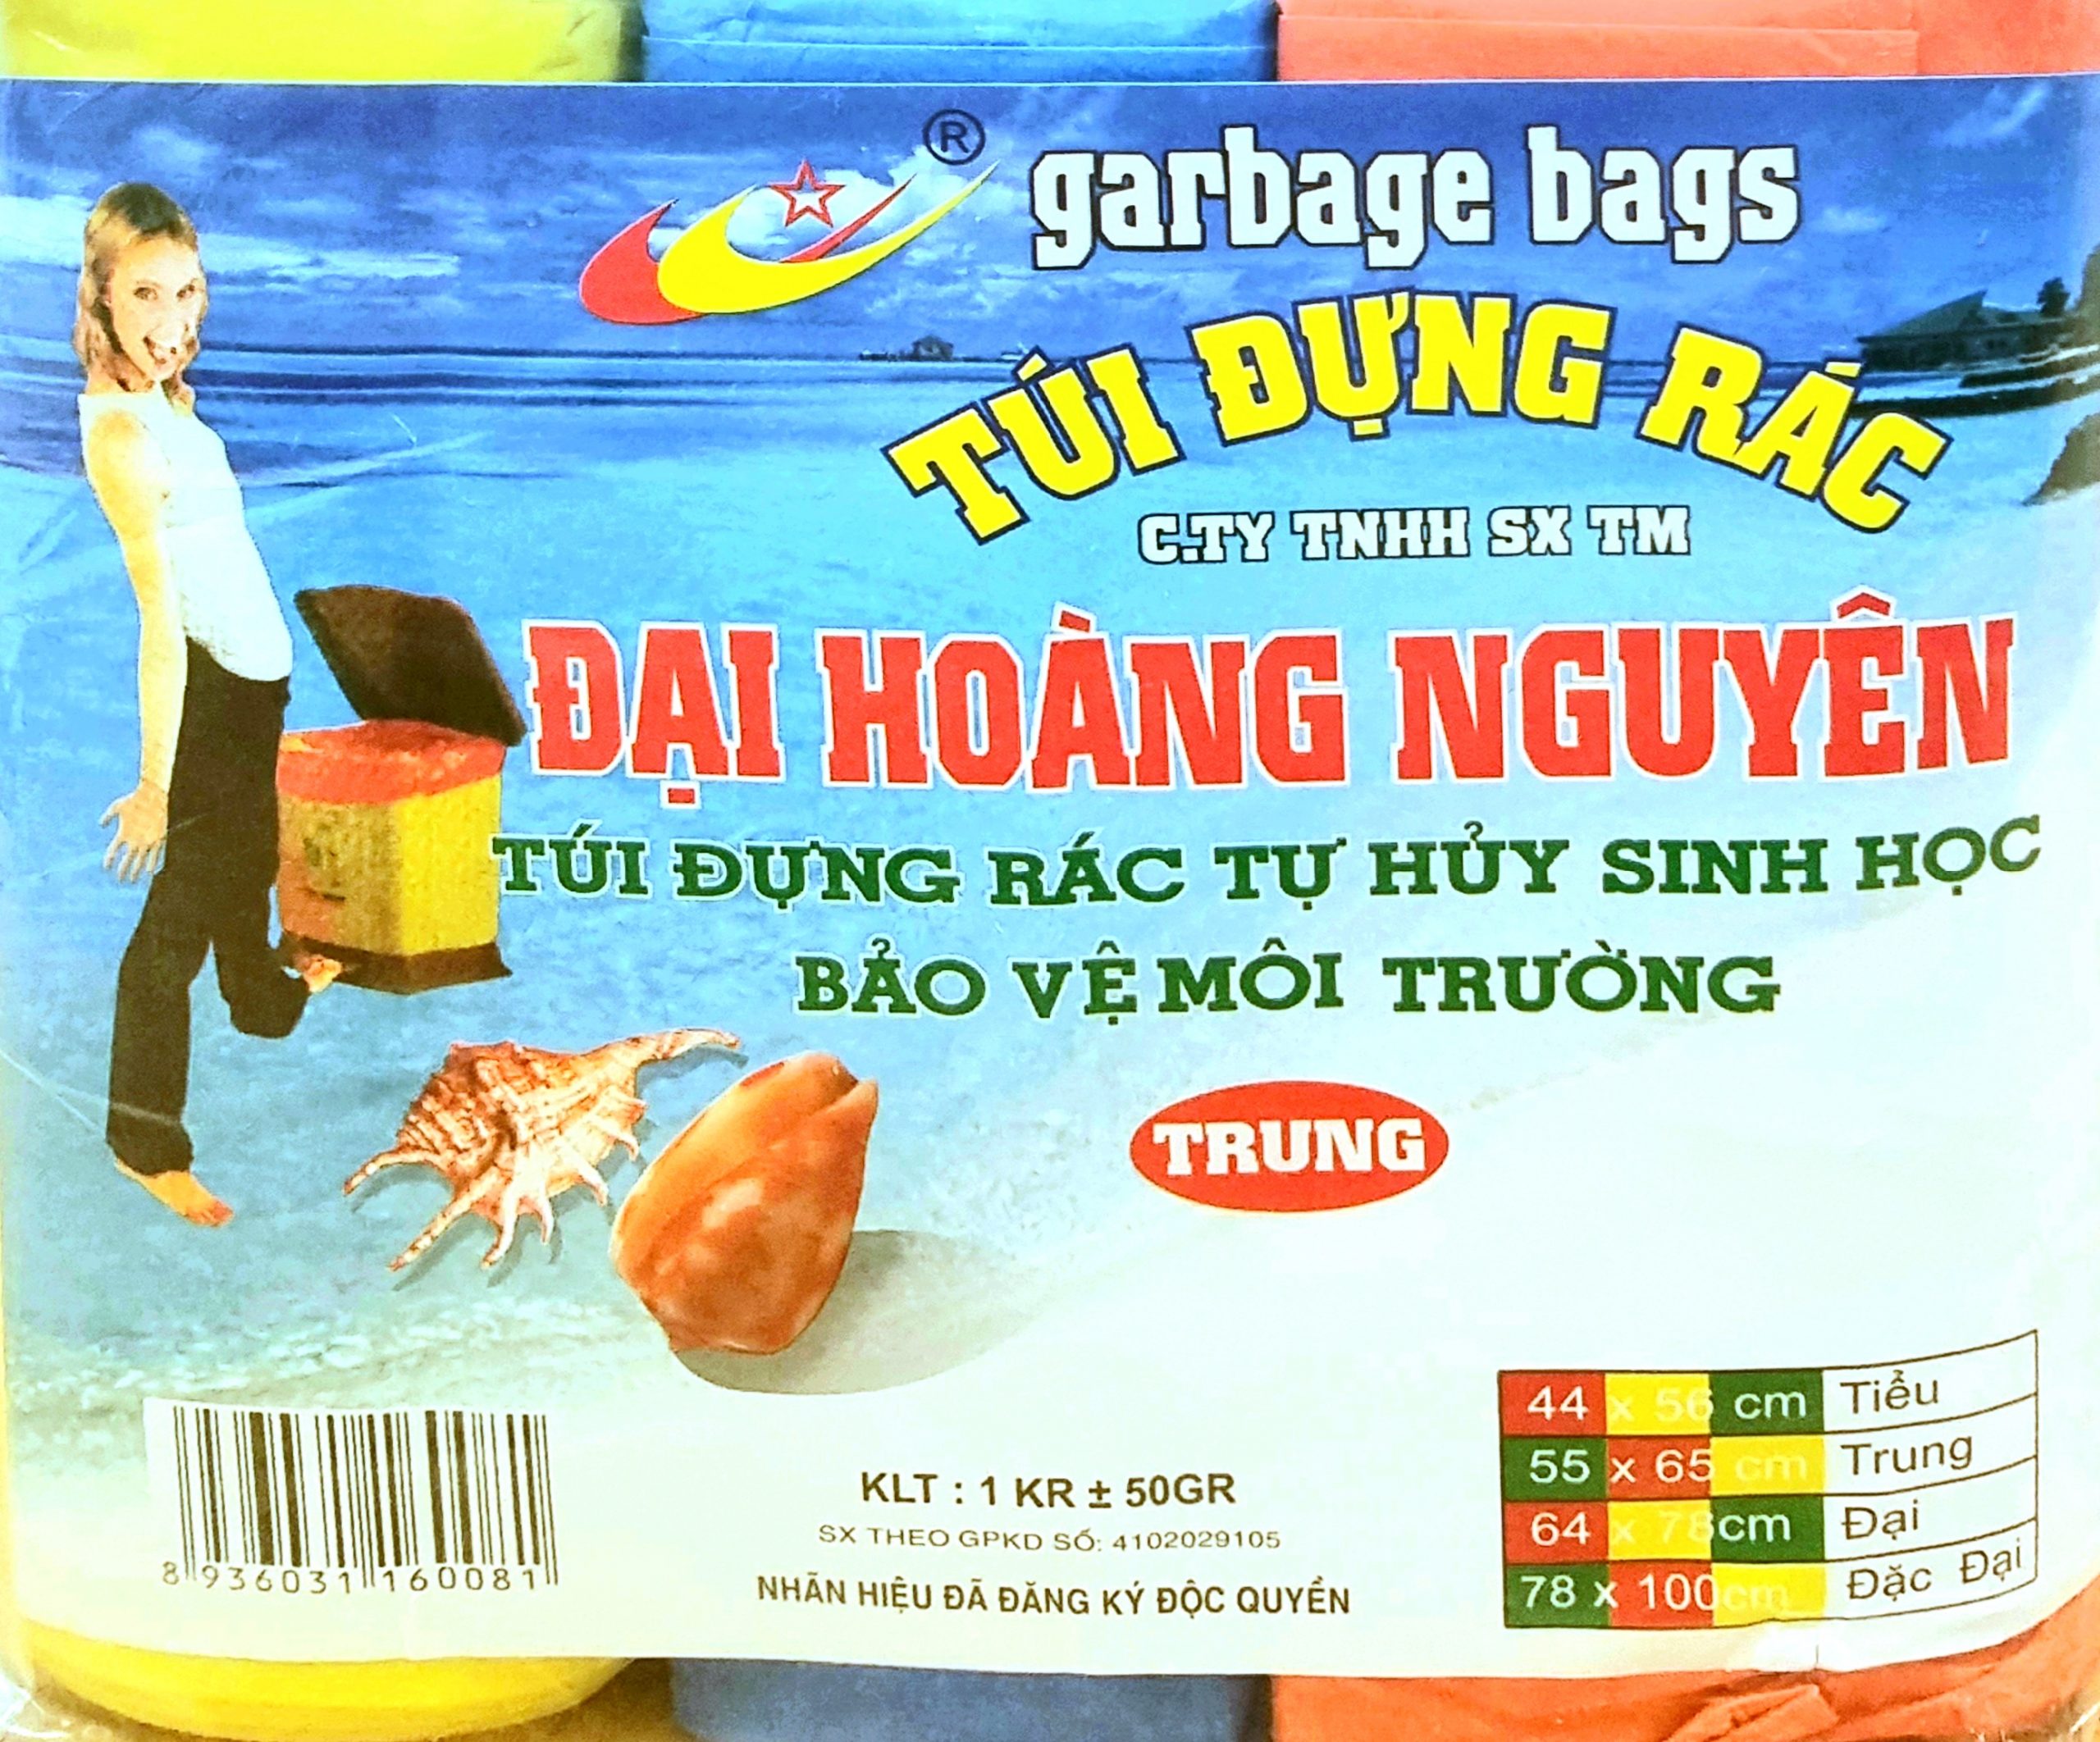 ®
garbage bags
TÚI ĐỰNG RÁC
C.TY TNHH SX TM
ĐẠI HOÀNG NGUYÊN
TÚI ĐỰNG RÁC TỰ HỦY SINH HỌC
BẢO VỆ MÔI TRƯỜNG
TRUNG
44 x 56 cm Tiểu
55 x 65 cm Trung
64 x 78cm Đại
78 x 100cm Đặc Đại
KLT : 1 KR ± 50GR
SX THEO GPKD SỐ: 4102029105
NHÃN HIỆU ĐÃ ĐĂNG KÝ ĐỘC QUYỀN
8 936031 160081